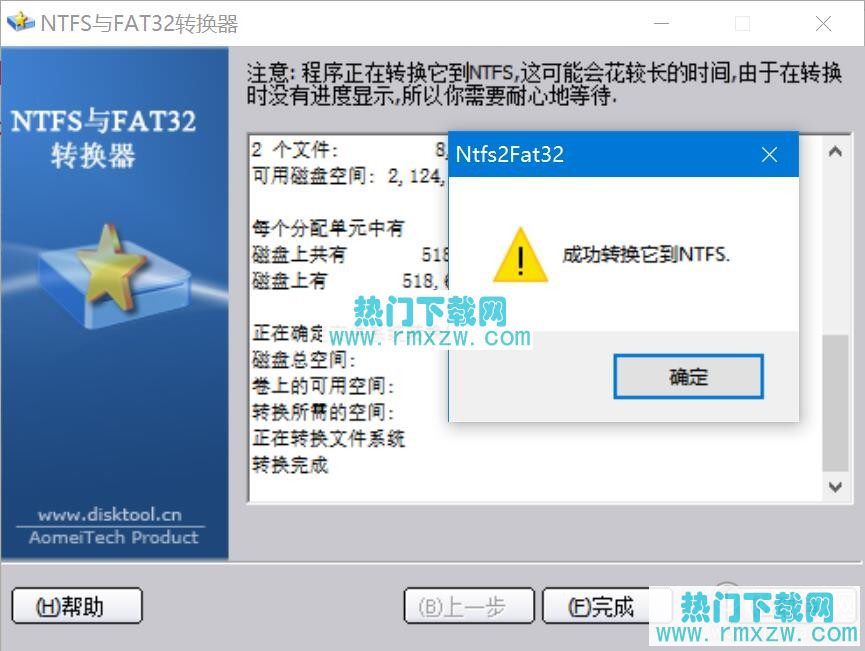 NTFS与FAT32转换器
注意: 程序正在转换它到NTFS,这可能会花较长的时间,由于在转换
时没有进度显示,所以你需要耐心地等待.
NTFS与FAT32
转换器
2 个文件: 8,
可用磁盘空间: 2,124,
每个分配单元中有
磁盘上共有 518
磁盘上有 518,
正在确定
磁盘总空间:
卷上的可用空间:
转换所需的空间:
正在转换文件系统
转换完成
Ntfs2Fat32
成功转换它到NTFS.
确定
热门下载网
www.rmxzw.com
www.disktool.cn
AomeiTech Product
(H)帮助
(B)上一步
(F)完成
热门下载网
www.rmxzw.com